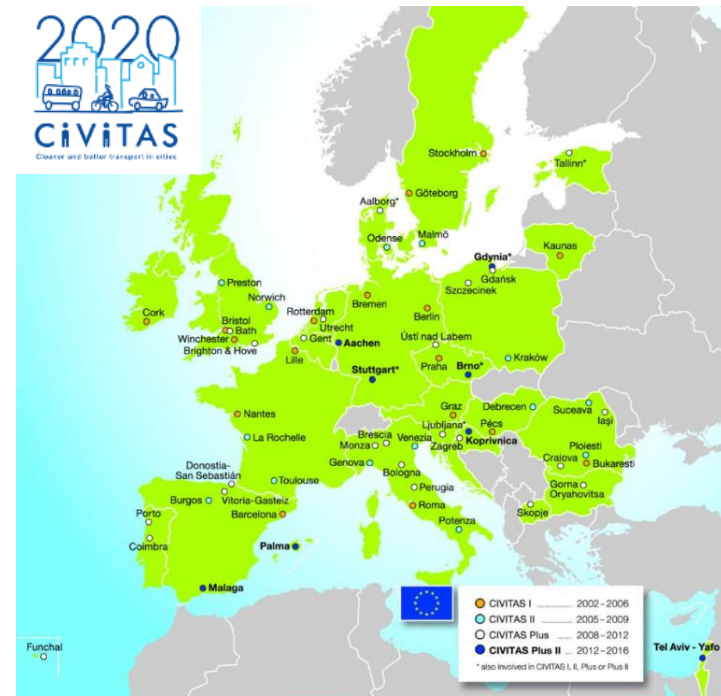 2020
CiViTAS
Cleaner and better transport in cities
Stockholm
Tallinn*
Göteborg
Aalborg*
Odense
Malmö
Kaunas
Gdynia*
Gdańsk
Szczecinek
Preston
Norwich
Cork
Bristol
Bath
Winchester
Brighton & Hove
Rotterdam
Utrecht
Gent
Lille
Bremen
Berlin
Aachen
Ústí nad Labem
Stuttgart*
Praha
Brno*
Kraków
Nantes
La Rochelle
Graz
Debrecen
Suceava
Iaşi
Ljubljana*
Pécs
Koprivnica
Zagreb
Brescia
Monza
Venezia
Genova
Bologna
Ploiesti
Craiova
Bukaresti
Gorna
Oryahovitsa
Skopje
Donostia-
San Sebastián
Toulouse
Burgos
Vitoria-Gasteiz
Barcelona
Perugia
Roma
Potenza
Porto
Coimbra
Palma
Malaga
Funchal
Tel Aviv - Yafo
CIVITAS I ............ 2002–2006
CIVITAS II ............ 2005–2009
CIVITAS Plus ....... 2008–2012
CIVITAS Plus II ... 2012–2016
* also involved in CIVITAS I, II, Plus or Plus II